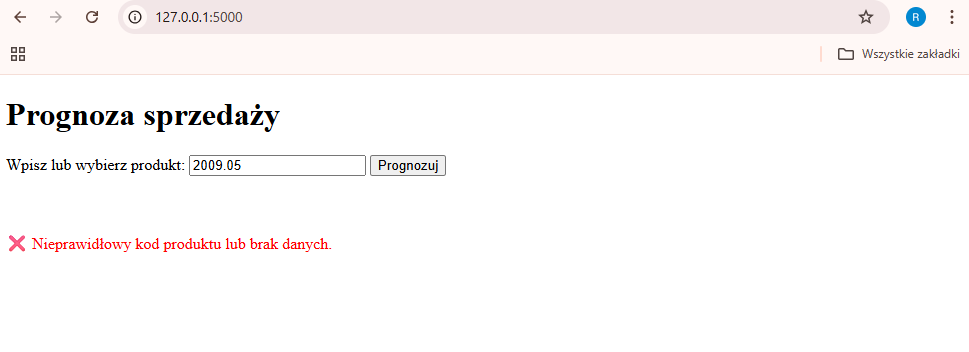 127.0.0.1:5000
R
Wszystkie zakładki
Prognoza sprzedaży
Wpisz lub wybierz produkt: 2009.05 Prognozuj
❌ Nieprawidłowy kod produktu lub brak danych.